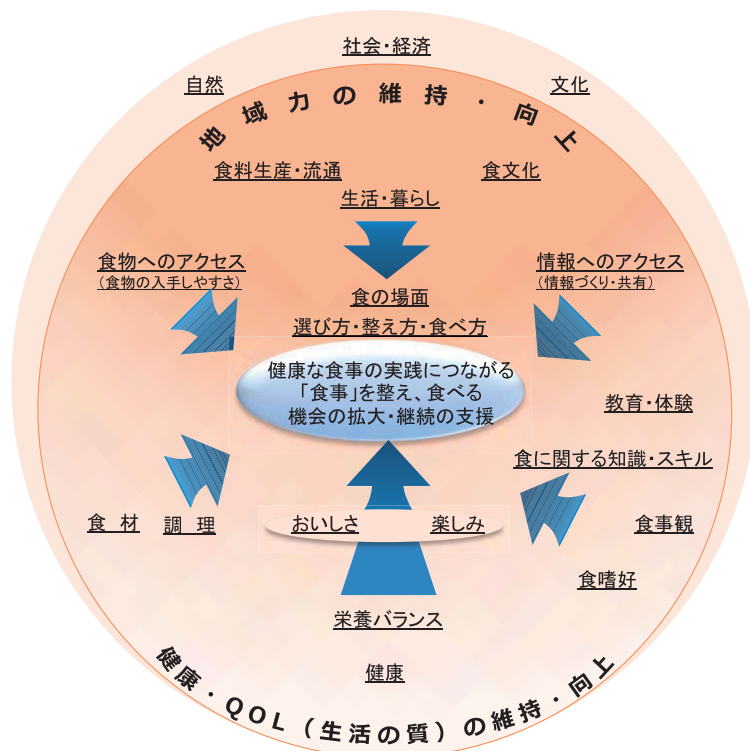 社会・経済
自然
文化
地域力の維持・向上
食料生産・流通
食文化
生活・暮らし
食物へのアクセス
（食物の入手しやすさ）
情報へのアクセス
（情報づくり・共有）
食の場面
選び方・整え方・食べ方
健康な食事の実践につながる
「食事」を整え、食べる
機会の拡大・継続の支援
教育・体験
食に関する知識・スキル
食材
調理
おいしさ
楽しみ
食事観
食嗜好
栄養バランス
健康
健康・QOL（生活の質）の維持・向上